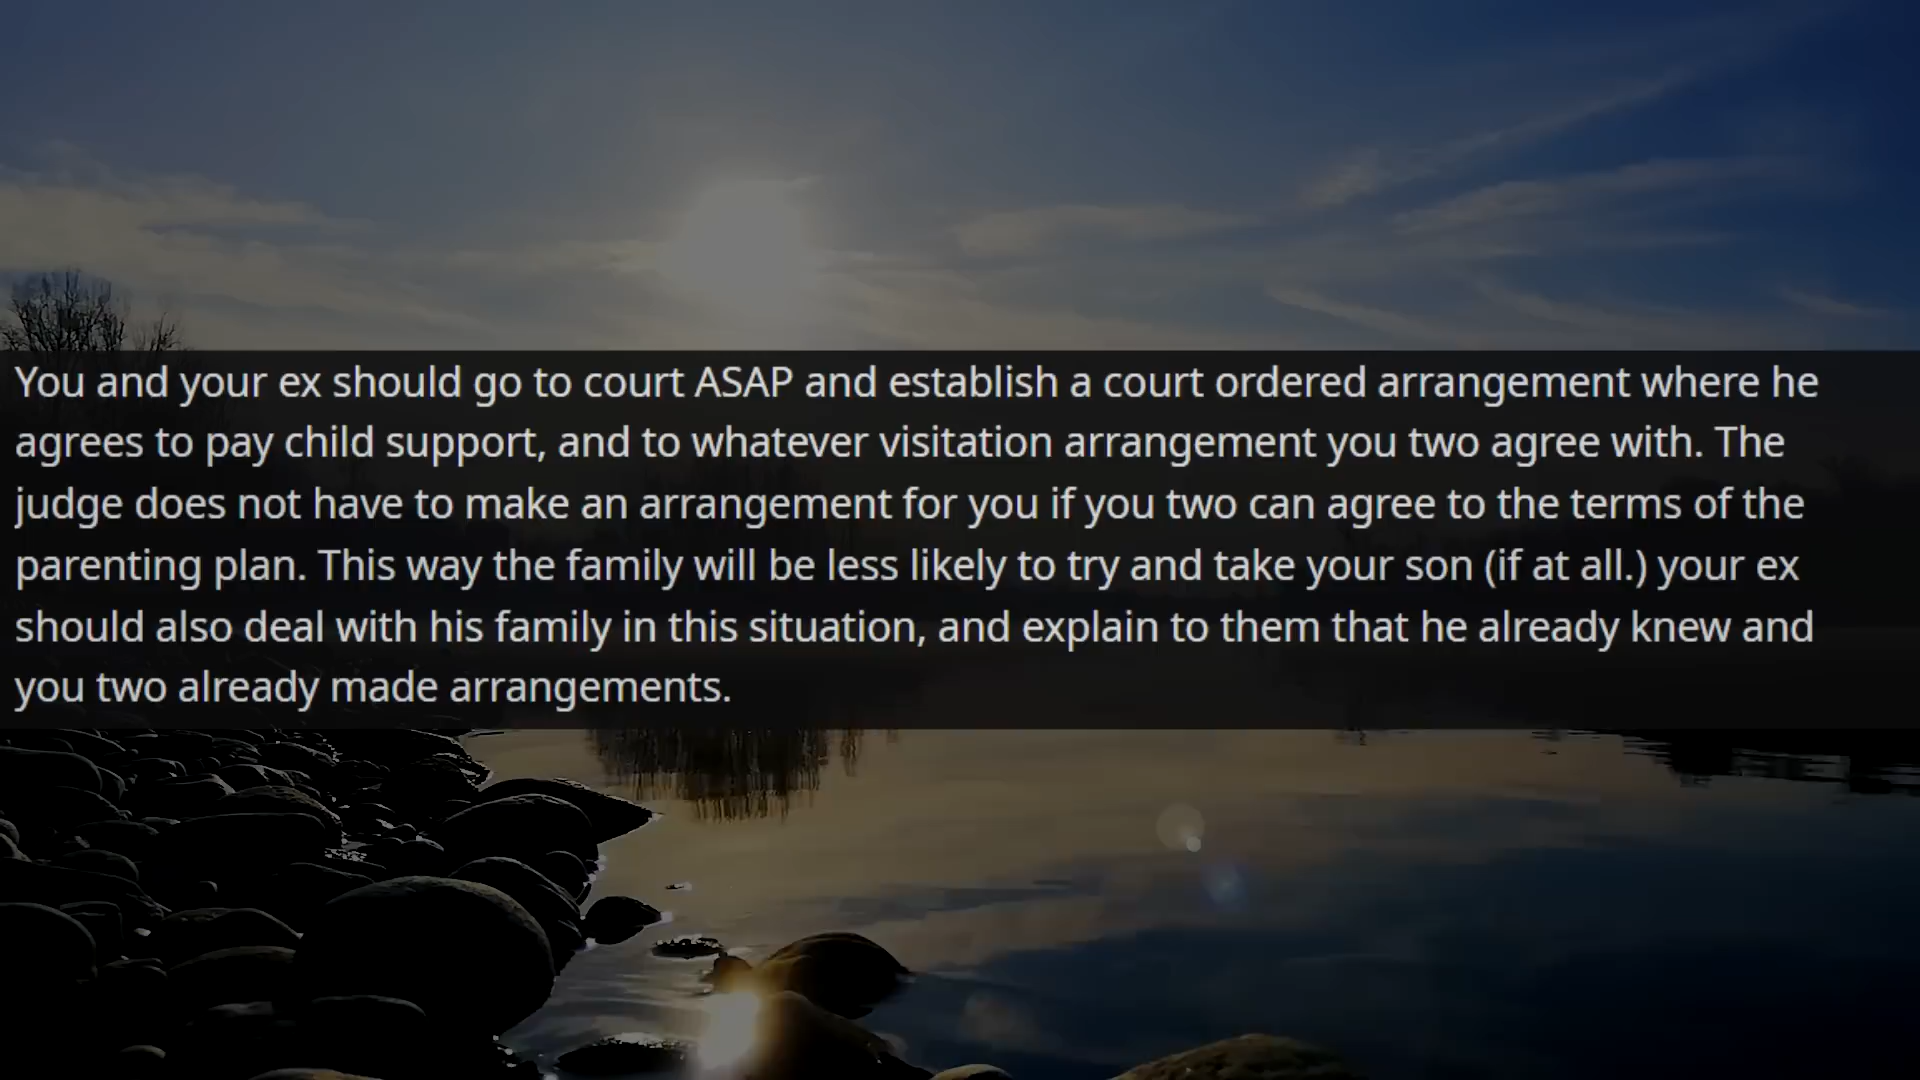 You and your ex should go to court ASAP and establish a court ordered arrangement where he
agrees to pay child support, and to whatever visitation arrangement you two agree with. The
judge does not have to make an arrangement for you if you two can agree to the terms of the
parenting plan. This way the family will be less likely to try and take your son (if at all.) your ex
should also deal with his family in this situation, and explain to them that he already knew and
you two already made arrangements.